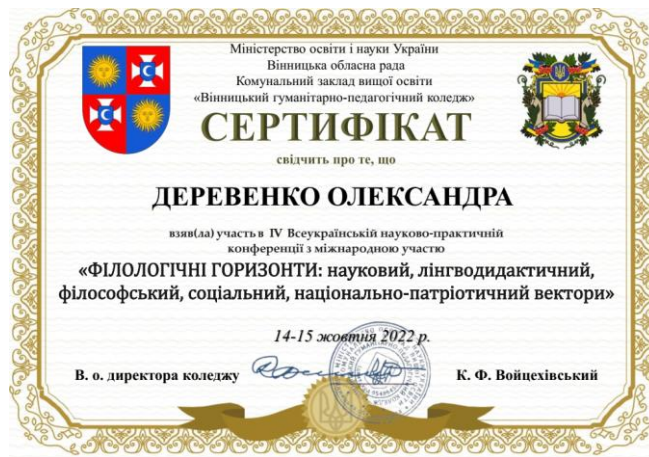 Міністерство освіти і науки України
Вінницька обласна рада
Комунальний заклад вищої освіти
«Вінницький гуманітарно-педагогічний коледж»
СЕРТИФІКАТ
свідчить про те, що
ДЕРЕВЕНКО ОЛЕКСАНДРА
взяв(ла) участь в ІV Всеукраїнській науково-практичній
конференції з міжнародною участю
«ФІЛОЛОГІЧНІ ГОРИЗОНТИ: науковий, лінгводидактичний,
філософський, соціальний, національно-патріотичний вектори»
14-15 жовтня 2022 р.
В. о. директора коледжу К. Ф. Войцехівський